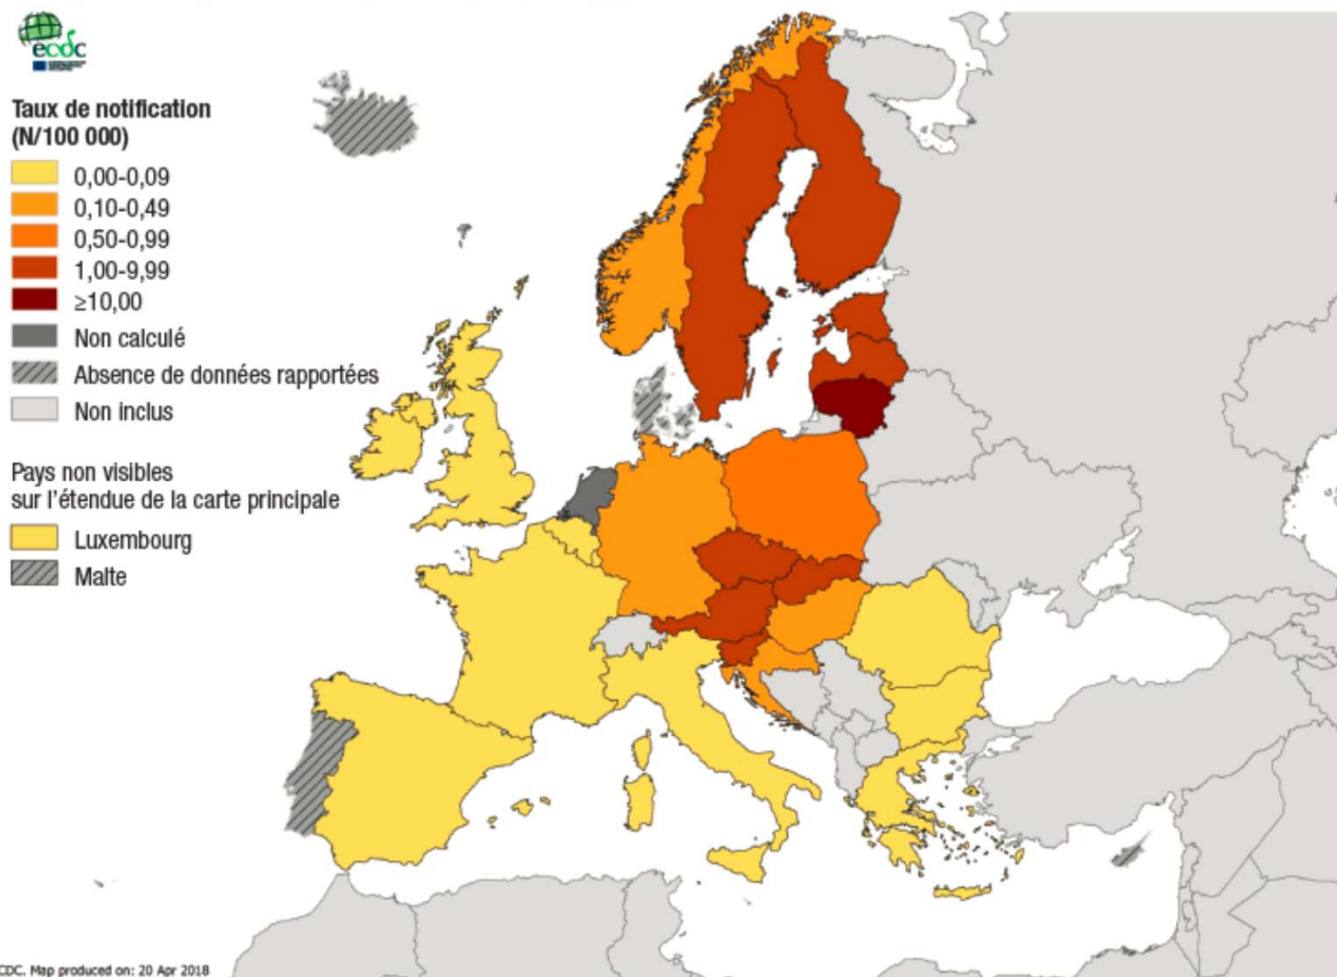 ecdc
Taux de notification
(N/100 000)
0,00-0,09
0,10-0,49
0,50-0,99
1,00-9,99
≥10,00
Non calculé
Absence de données rapportées
Non inclus
Pays non visibles
sur l'étendue de la carte principale
Luxembourg
Malte
CDC. Map produced on: 20 Apr 2018